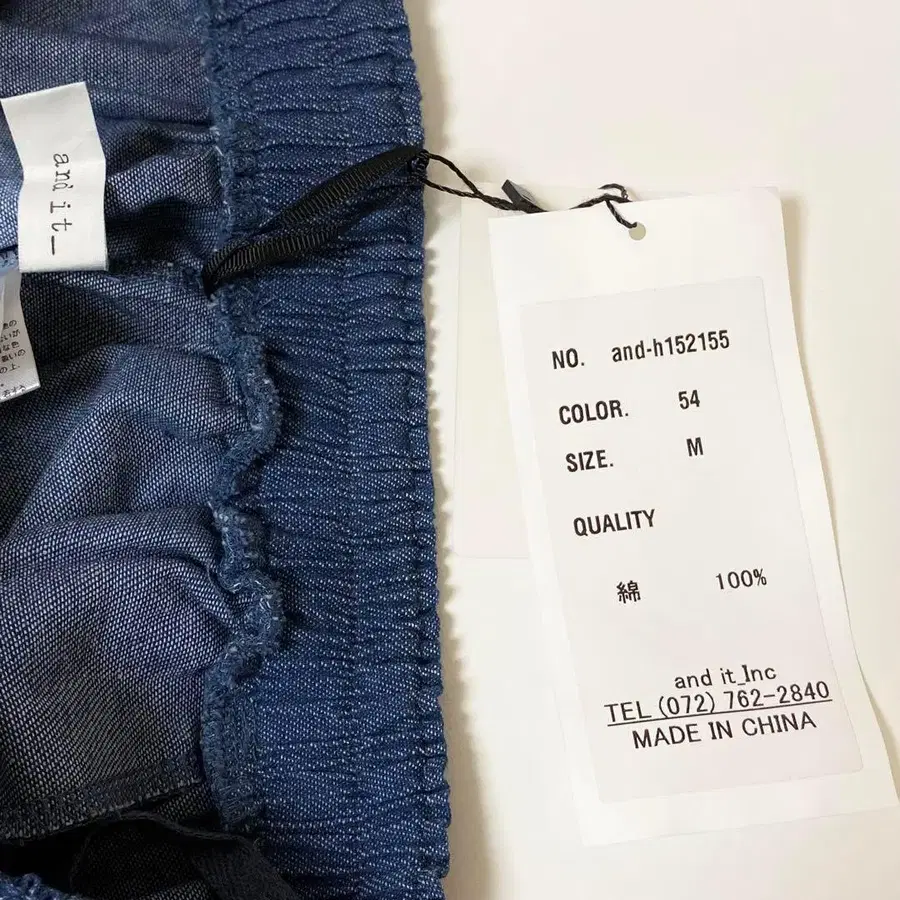 and it_
NO. and-h152155
COLOR. 54
SIZE. M
QUALITY
綿 100%
and it_Inc
TEL (072) 762-2840
MADE IN CHINA